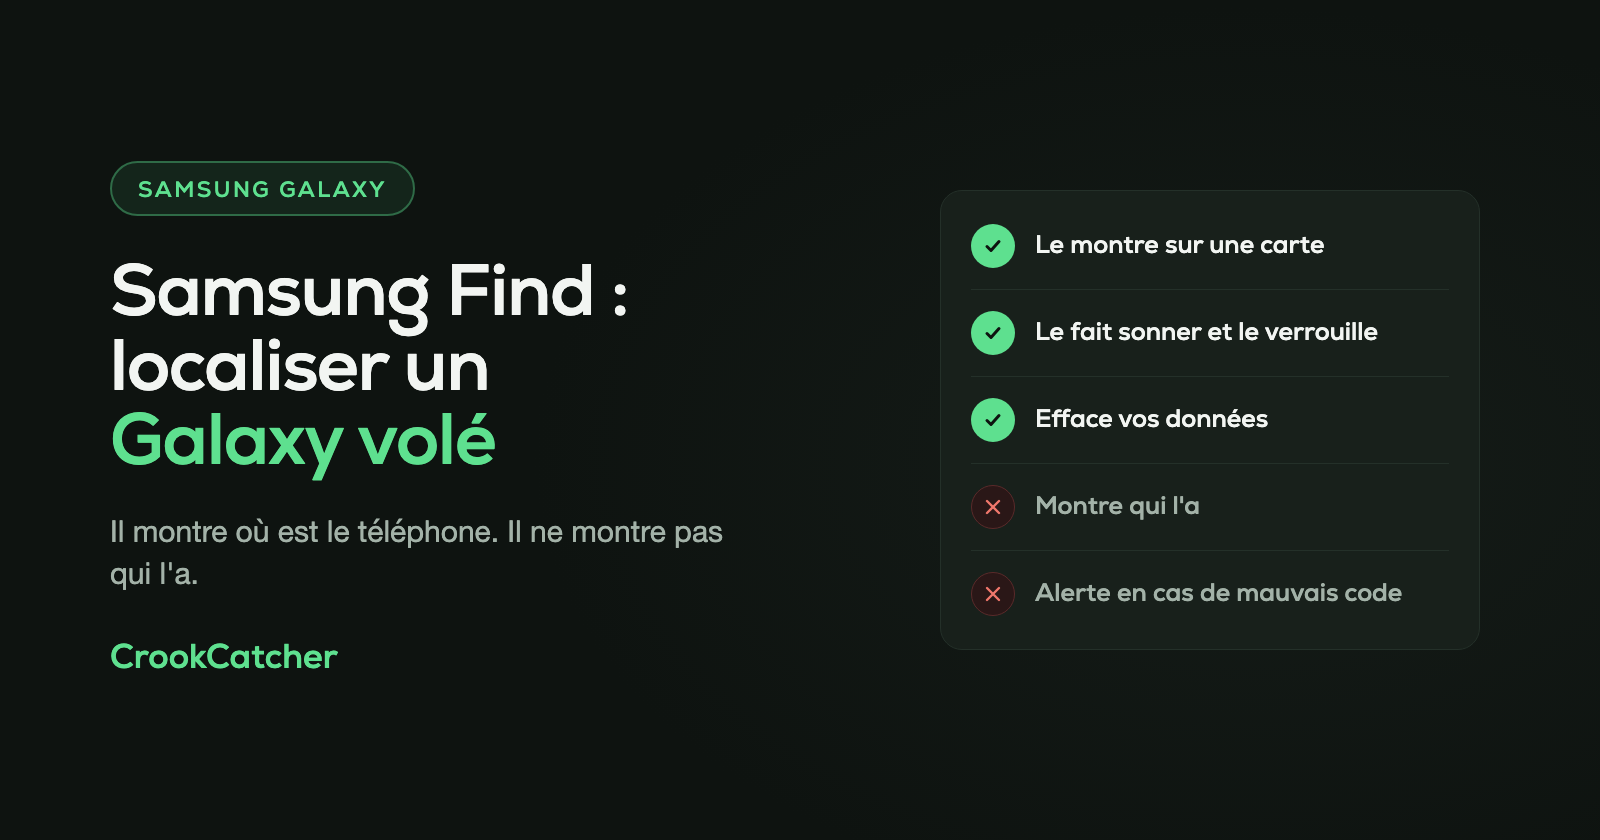 SAMSUNG GALAXY
Samsung Find :
localiser un
Galaxy volé
Il montre où est le téléphone. Il ne montre pas
qui l'a.
CrookCatcher
Le montre sur une carte
Le fait sonner et le verrouille
Efface vos données
Montre qui l'a
Alerte en cas de mauvais code